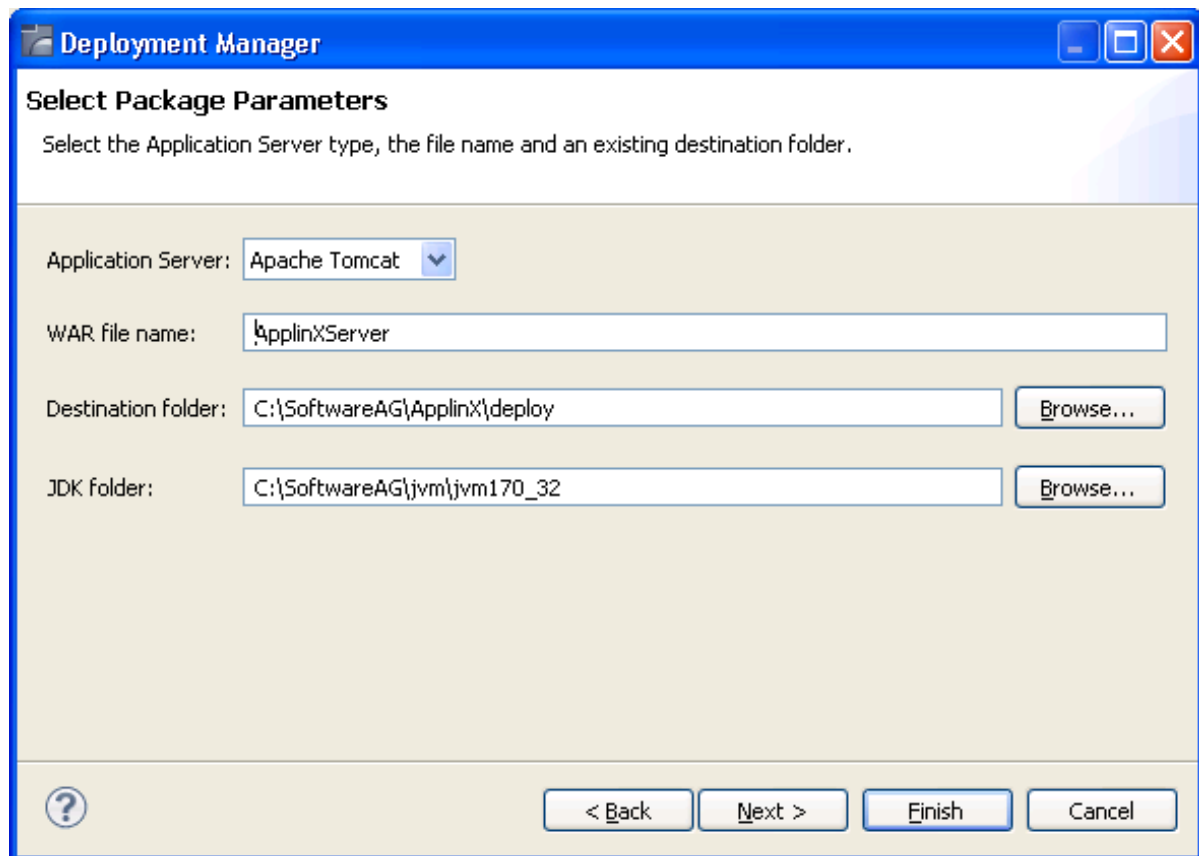 Deployment Manager
Select Package Parameters
Select the Application Server type, the file name and an existing destination folder.
Application Server: Apache Tomcat
WAR file name: ApplinXServer
Destination folder: C:\SoftwareAG\ApplinX\deploy Browse...
JDK folder: C:\SoftwareAG\jvm\jvm170_32 Browse...
? < Back Next > Finish Cancel